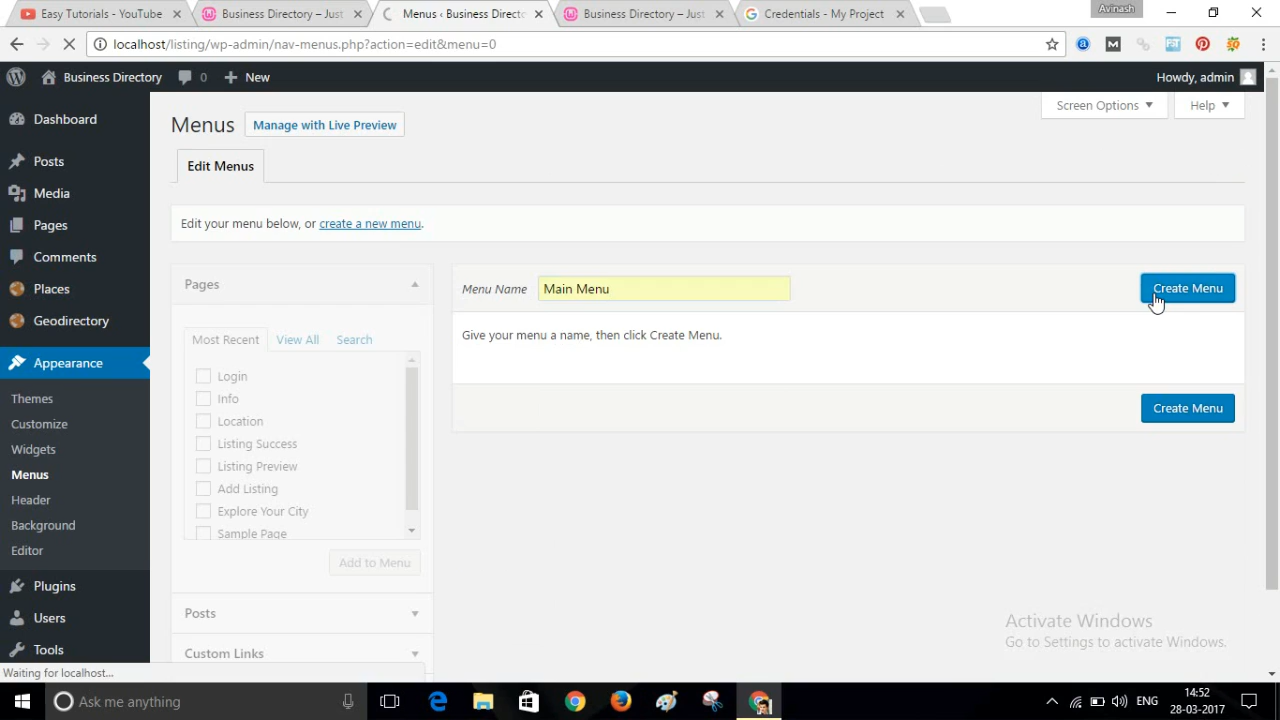 Easy Tutorials - YouTube
Business Directory – Just
Menus ‹ Business Direct
Business Directory – Just
Credentials - My Project
Avinash
localhost/listing/wp-admin/nav-menus.php?action=edit&menu=0
Business Directory
0
New
Howdy, admin
Dashboard
Posts
Media
Pages
Comments
Places
Geodirectory
Appearance
Themes
Customize
Widgets
Menus
Header
Background
Editor
Plugins
Users
Tools
Screen Options
Help
Menus
Manage with Live Preview
Edit Menus
Edit your menu below, or create a new menu.
Pages
Most Recent
View All
Search
Login
Info
Location
Listing Success
Listing Preview
Add Listing
Explore Your City
Sample Page
Add to Menu
Posts
Custom Links
Menu Name
Main Menu
Create Menu
Give your menu a name, then click Create Menu.
Create Menu
Activate Windows
Go to Settings to activate Windows.
Waiting for localhost...
Ask me anything
ENG
14:52
28-03-2017